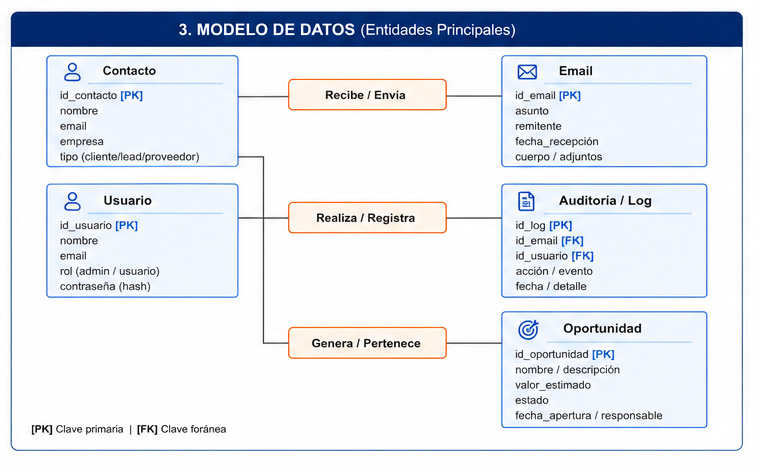 3. MODELO DE DATOS (Entidades Principales)
Contacto
id_contacto [PK]
nombre
email
empresa
tipo (cliente/lead/proveedor)
Recibe / Envía
Email
id_email [PK]
asunto
remitente
fecha_recepción
cuerpo / adjuntos
Usuario
id_usuario [PK]
nombre
email
rol (admin / usuario)
contraseña (hash)
Realiza / Registra
Auditoría / Log
id_log [PK]
id_email [FK]
id_usuario [FK]
acción / evento
fecha / detalle
Genera / Pertenece
Oportunidad
id_oportunidad [PK]
nombre / descripción
valor_estimado
estado
fecha_apertura / responsable
[PK] Clave primaria | [FK] Clave foránea